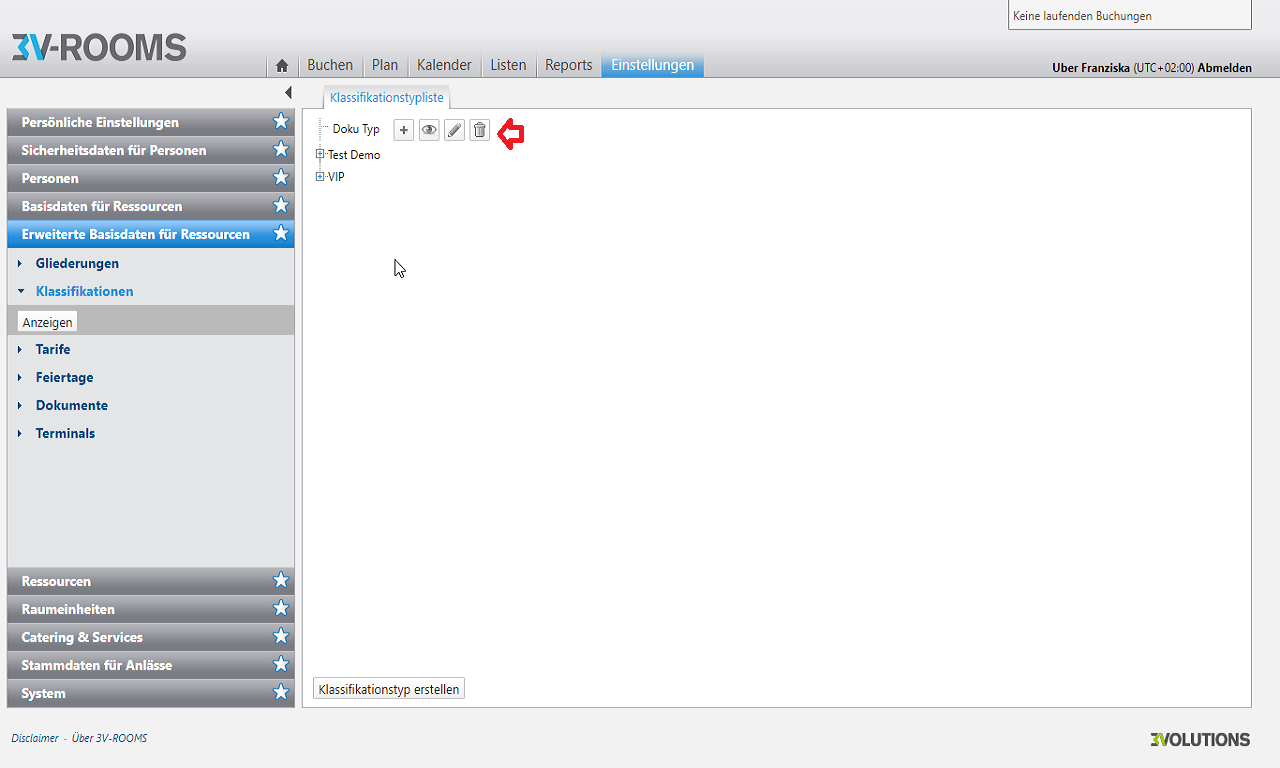 Keine laufenden Buchungen
3V-ROOMS
Buchen Plan Kalender Listen Reports Einstellungen
Uber Franziska (UTC+02:00) Abmelden
Klassifikationstypliste
Persönliche Einstellungen
Sicherheitsdaten für Personen
Personen
Basisdaten für Ressourcen
Erweiterte Basisdaten für Ressourcen
Gliederungen
Klassifikationen
Anzeigen
Tarife
Feiertage
Dokumente
Terminals
Ressourcen
Raumeinheiten
Catering & Services
Stammdaten für Anlässe
System
Doku Typ
Test Demo
VIP
Klassifikationstyp erstellen
Disclaimer - Über 3V-ROOMS
3VOLUTIONS